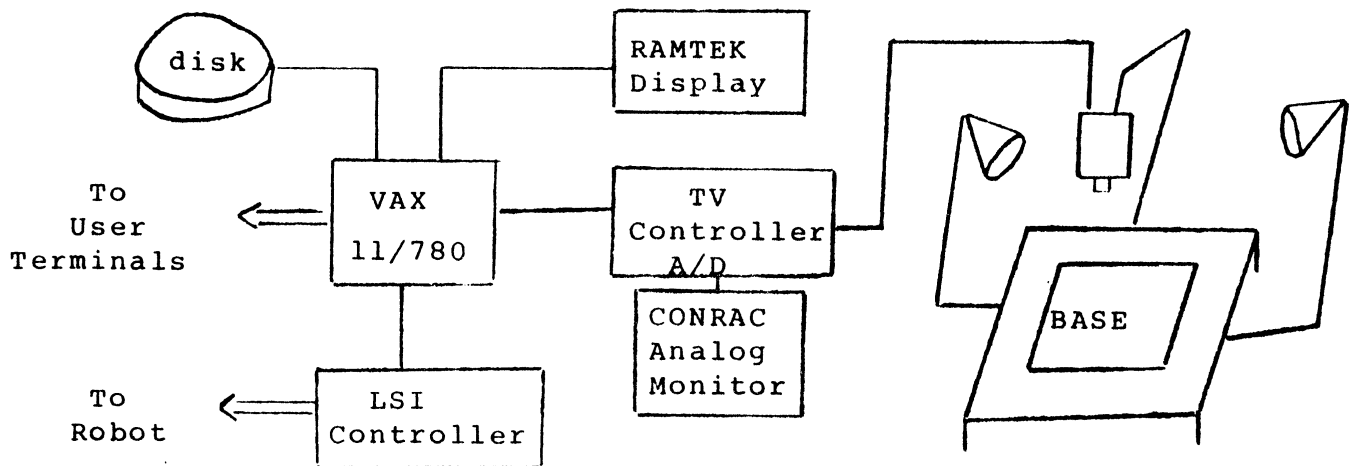 disk
RAMTEK
Display
To
User
Terminals
VAX
11/780
TV
Controller
A/D
CONRAC
Analog
Monitor
BASE
To
Robot
LSI
Controller